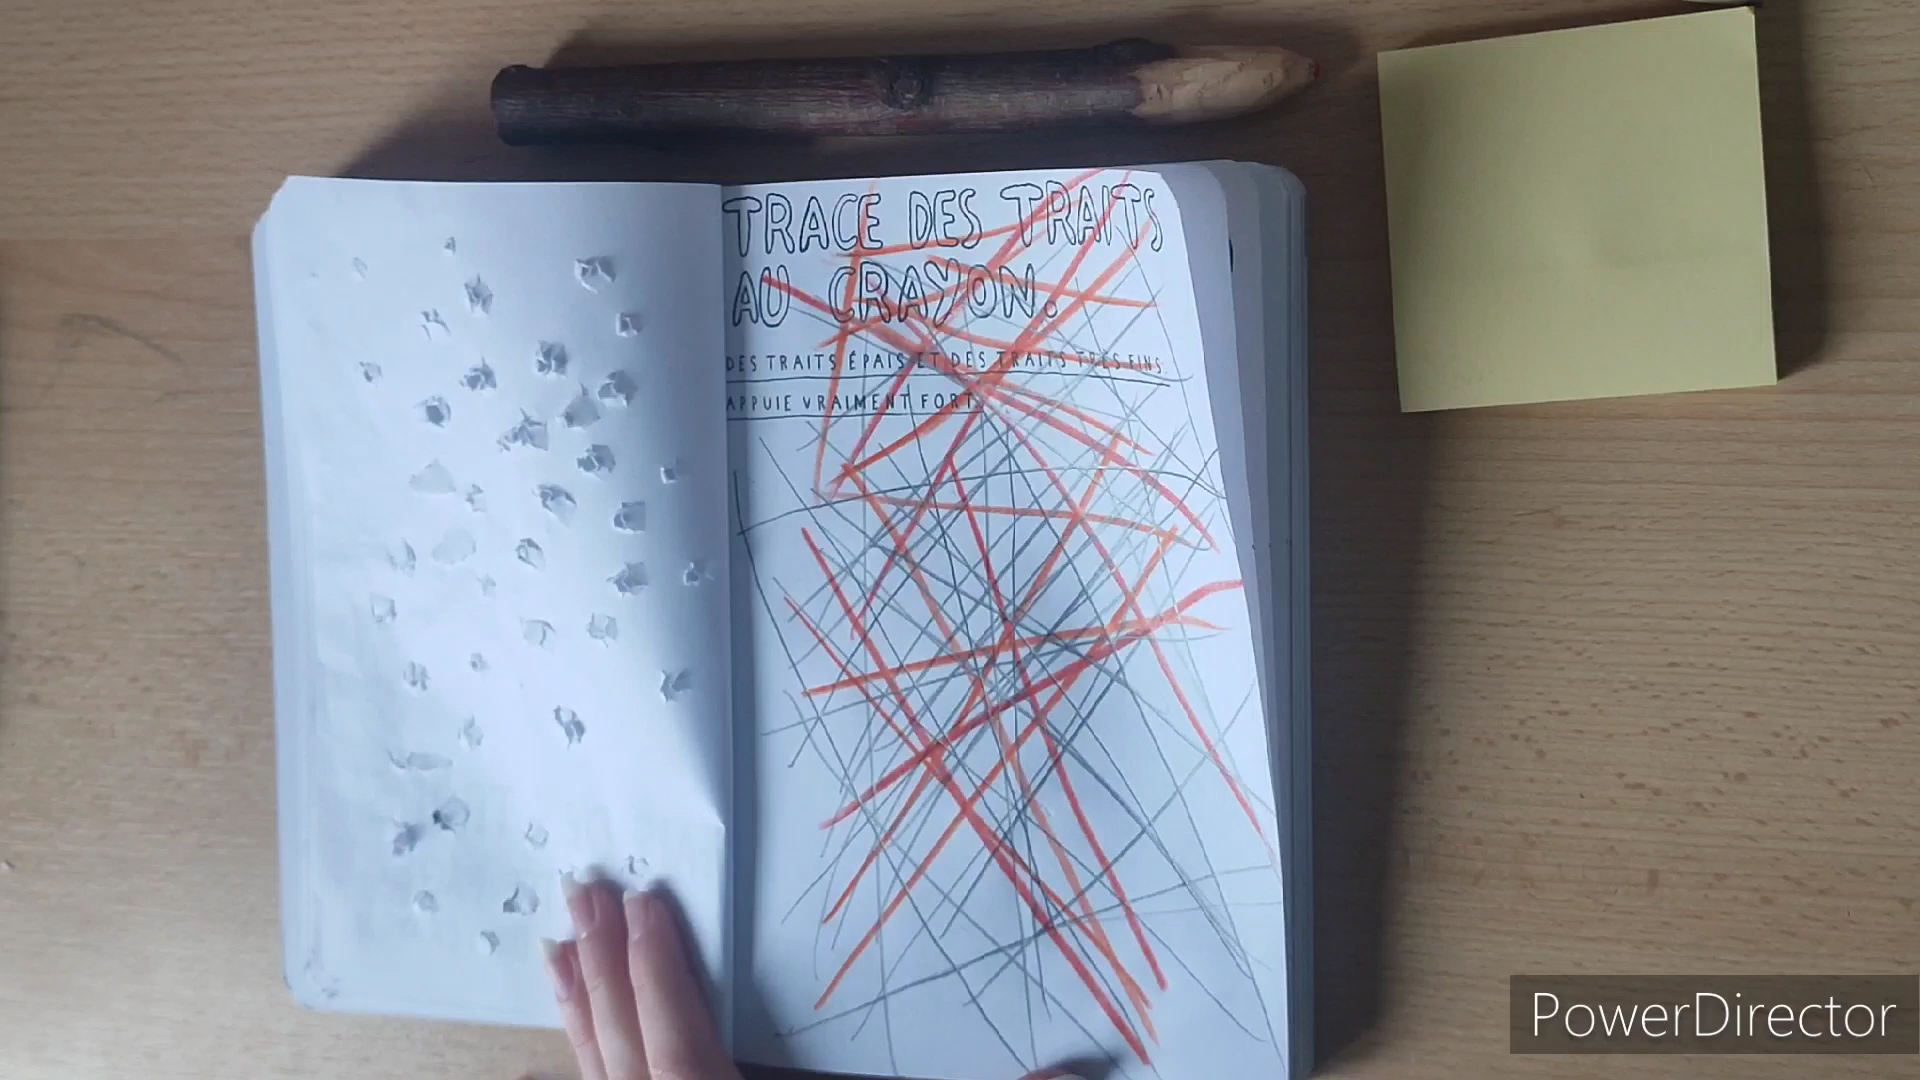 TRACE DES TRAITS
AU CRAYON.
DES TRAITS ÉPAIS ET DES TRAITS TRÈS FINS.
APPUIE VRAIMENT FORT.
PowerDirector